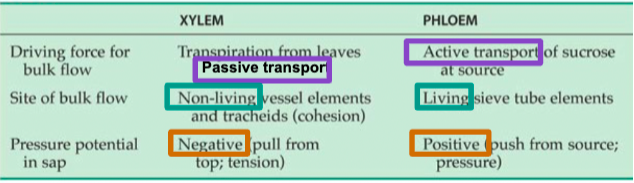 XYLEM PHLOEM
Driving force for Transpiration from leaves Active transport of sucrose
bulk flow Passive transpor at source
Site of bulk flow Non-living vessel elements Living sieve tube elements
and tracheids (cohesion)
Pressure potential Negative (pull from Positive (push from source;
in sap top; tension) pressure)